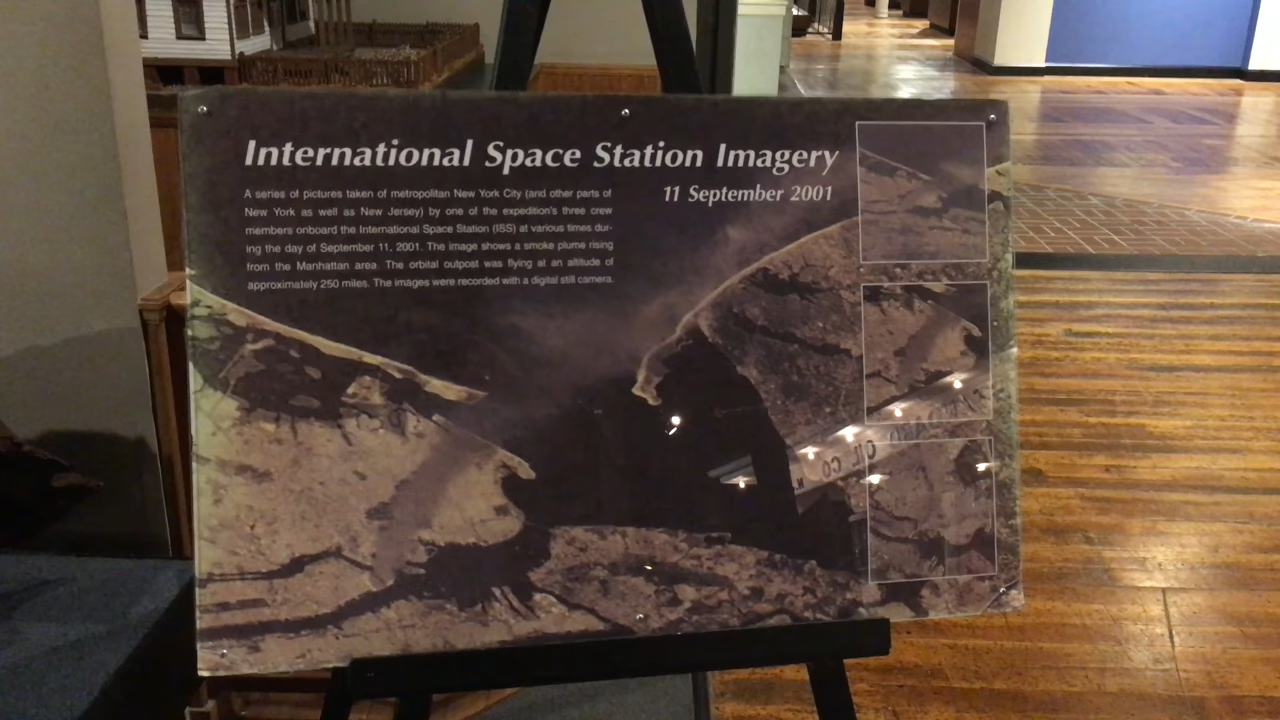 International Space Station Imagery
11 September 2001
A series of pictures taken of metropolitan New York City (and other parts of
New York as well as New Jersey) by one of the expedition's three crew
members onboard the International Space Station (ISS) at various times dur-
ing the day of September 11, 2001. The image shows a smoke plume rising
from the Manhattan area. The orbital outpost was flying at an altitude of
approximately 250 miles. The images were recorded with a digital still camera.
OIL CO